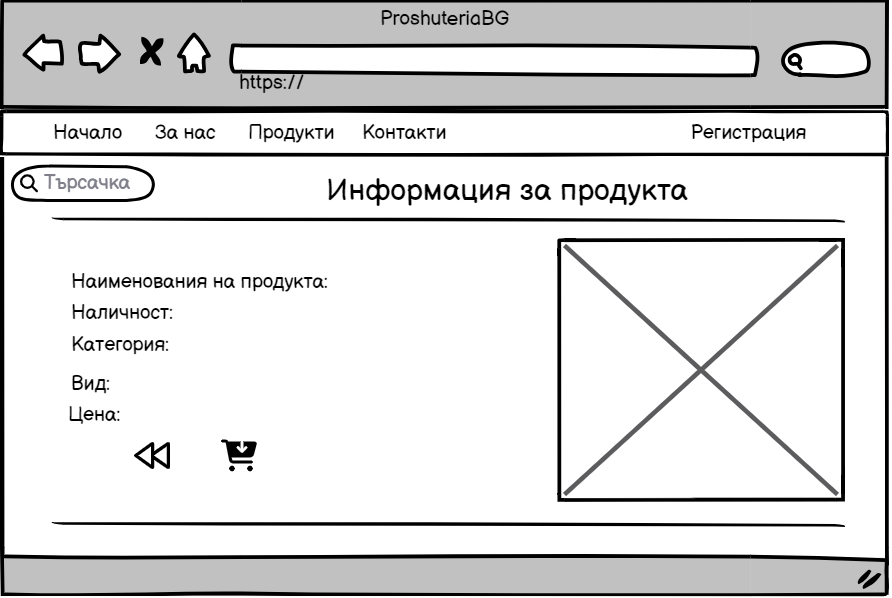 ProshuteriaBG
https://
Начало За нас Продукти Контакти Регистрация
Търсачка
Информация за продукта
Наименования на продукта:
Наличност:
Категория:
Вид:
Цена: